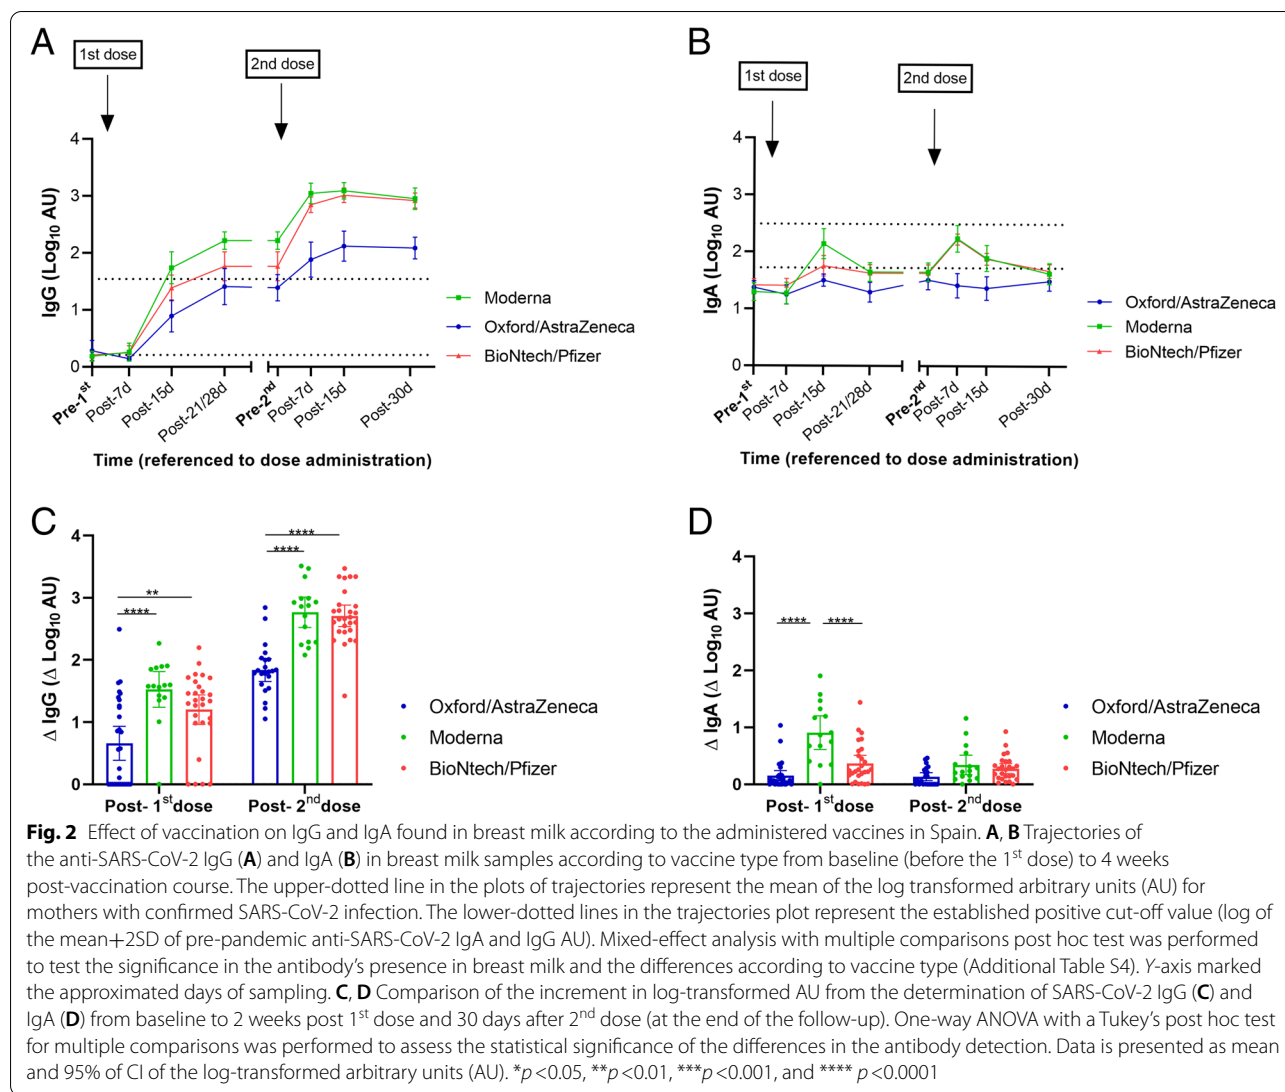 A
1st dose
2nd dose
4
3
2
1
0
IgG (Log10 AU)
Pre-1st
Post-7d
Post-15d
Post-21/28d
Pre-2nd
Post-7d
Post-15d
Post-30d
Time (referenced to dose administration)
Moderna
Oxford/AstraZeneca
BioNtech/Pfizer
B
1st dose
2nd dose
4
3
2
1
0
IgA (Log10 AU)
Pre-1st
Post-7d
Post-15d
Post-21/28d
Pre-2nd
Post-7d
Post-15d
Post-30d
Time (referenced to dose administration)
Oxford/AstraZeneca
Moderna
BioNtech/Pfizer
C
4
3
2
1
0
Δ IgG (Δ Log10 AU)
****
**
****
****
Post- 1st dose
Post- 2nd dose
Oxford/AstraZeneca
Moderna
BioNtech/Pfizer
D
4
3
2
1
0
Δ IgA (Δ Log10 AU)
****
****
Post- 1st dose
Post- 2nd dose
Oxford/AstraZeneca
Moderna
BioNtech/Pfizer
Fig. 2 Effect of vaccination on IgG and IgA found in breast milk according to the administered vaccines in Spain. A, B Trajectories of
the anti-SARS-CoV-2 IgG (A) and IgA (B) in breast milk samples according to vaccine type from baseline (before the 1st dose) to 4 weeks
post-vaccination course. The upper-dotted line in the plots of trajectories represent the mean of the log transformed arbitrary units (AU) for
mothers with confirmed SARS-CoV-2 infection. The lower-dotted lines in the trajectories plot represent the established positive cut-off value (log of
the mean+2SD of pre-pandemic anti-SARS-CoV-2 IgA and IgG AU). Mixed-effect analysis with multiple comparisons post hoc test was performed
to test the significance in the antibody's presence in breast milk and the differences according to vaccine type (Additional Table S4). Y-axis marked
the approximated days of sampling. C, D Comparison of the increment in log-transformed AU from the determination of SARS-CoV-2 IgG (C) and
IgA (D) from baseline to 2 weeks post 1st dose and 30 days after 2nd dose (at the end of the follow-up). One-way ANOVA with a Tukey's post hoc test
for multiple comparisons was performed to assess the statistical significance of the differences in the antibody detection. Data is presented as mean
and 95% of CI of the log-transformed arbitrary units (AU). *p <0.05, **p <0.01, ***p <0.001, and **** p <0.0001